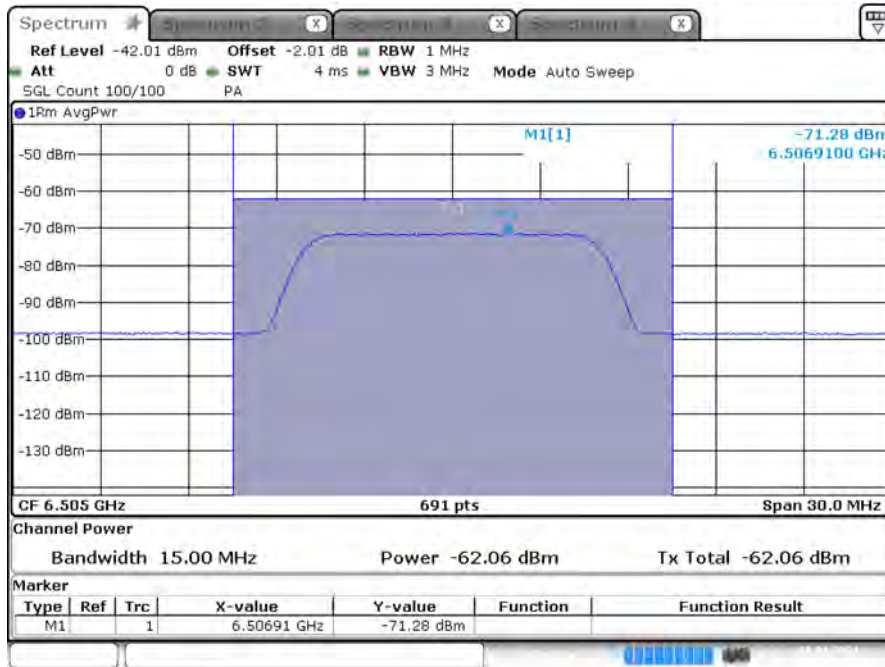 Spectrum X X X
Ref Level -42.01 dBm Offset -2.01 dB RBW 1 MHz
Att 0 dB SWT 4 ms VBW 3 MHz Mode Auto Sweep
SGL Count 100/100 PA
1Rm AvgPwr
M1[1] -71.28 dBm
6.5069100 GHz
-50 dBm
-60 dBm
-70 dBm
-80 dBm
-90 dBm
-100 dBm
-110 dBm
-120 dBm
-130 dBm
CF 6.505 GHz 691 pts Span 30.0 MHz
Channel Power
Bandwidth 15.00 MHz Power -62.06 dBm Tx Total -62.06 dBm
Marker
Type Ref Trc X-value Y-value Function Function Result
M1 1 6.50691 GHz -71.28 dBm